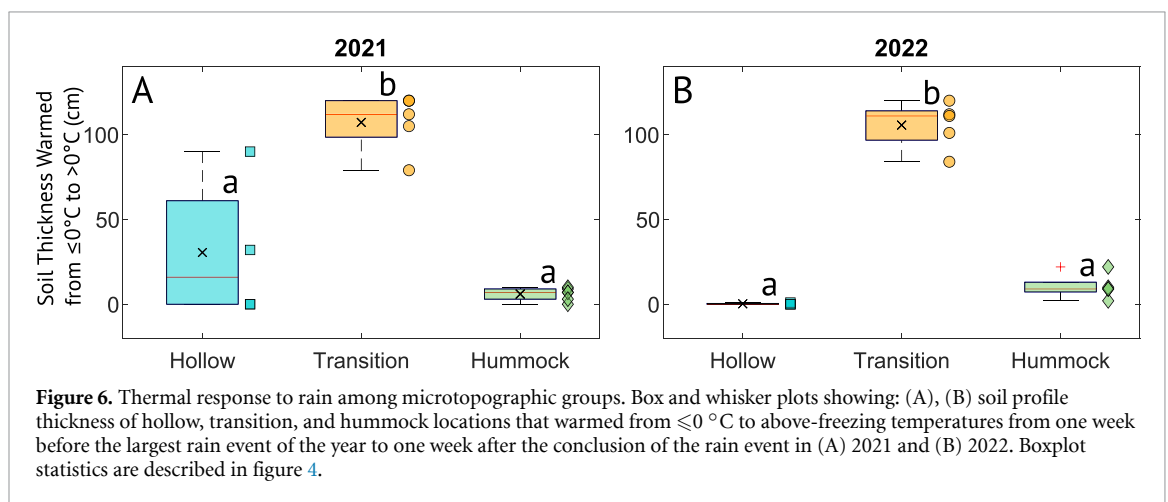 2021
2022
A
B
Soil Thickness Warmed
from ≤0°C to >0°C (cm)
100
50
0
a
b
a
100
50
0
a
b
a
Hollow
Transition
Hummock
Hollow
Transition
Hummock
Figure 6. Thermal response to rain among microtopographic groups. Box and whisker plots showing: (A), (B) soil profile
thickness of hollow, transition, and hummock locations that warmed from ⩽0 °C to above-freezing temperatures from one week
before the largest rain event of the year to one week after the conclusion of the rain event in (A) 2021 and (B) 2022. Boxplot
statistics are described in figure 4.